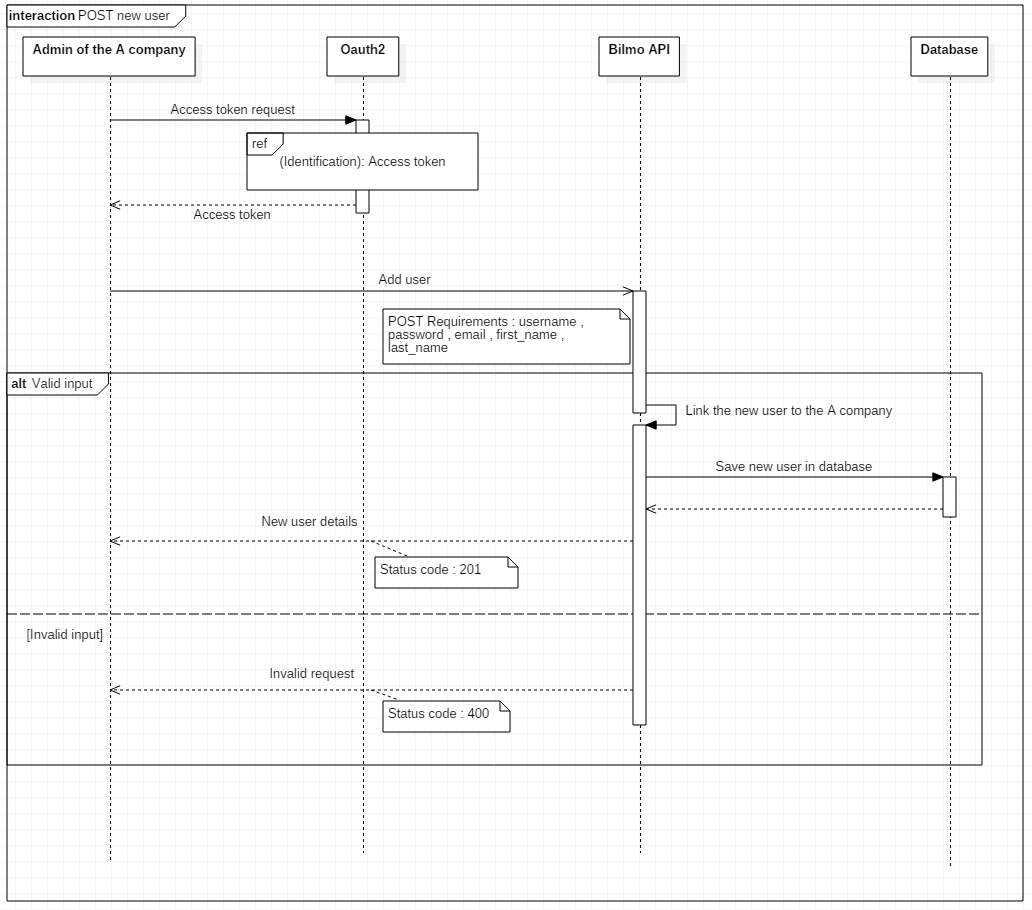 interaction POST new user
Admin of the A company
Oauth2
Bilmo API
Database
Access token request
ref
(Identification): Access token
Access token
Add user
POST Requirements : username ,
password , email , first_name ,
last_name
alt Valid input
Link the new user to the A company
Save new user in database
New user details
Status code : 201
[Invalid input]
Invalid request
Status code : 400